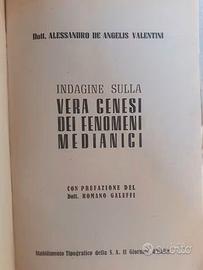 Dott. ALESSANDRO DE ANGELIS VALENTINI
INDAGINE SULLA
VERA GENESI
DEI FENOMENI
MEDIANICI
CON PREFAZIONE DEL
Dott. ROMANO GALEFFI
Stabilimento Tipografico della S. A. Il Giornale
subito